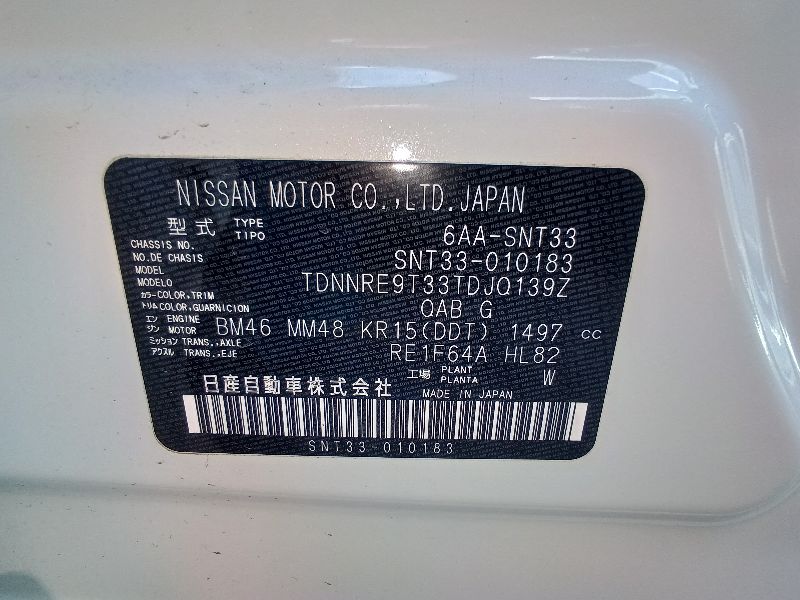 NISSAN MOTOR CO.,LTD.JAPAN
型式 TYPE TIPO 6AA-SNT33
CHASSIS NO. NO.DE CHASSIS SNT33-010183
MODEL MODELO TDNNRE9T33TDJQ139Z
カラー COLOR,TRIM トリム COLOR,GUARNICION QAB G
エン ENGINE ジン MOTOR BM46 MM48 KR15(DDT) 1497 CC
ミッション TRANS.,AXLE アクスル TRANS.,EJE RE1F64A HL82
工場 PLANT PLANTA W
日産自動車株式会社 MADE IN JAPAN
SNT33-010183